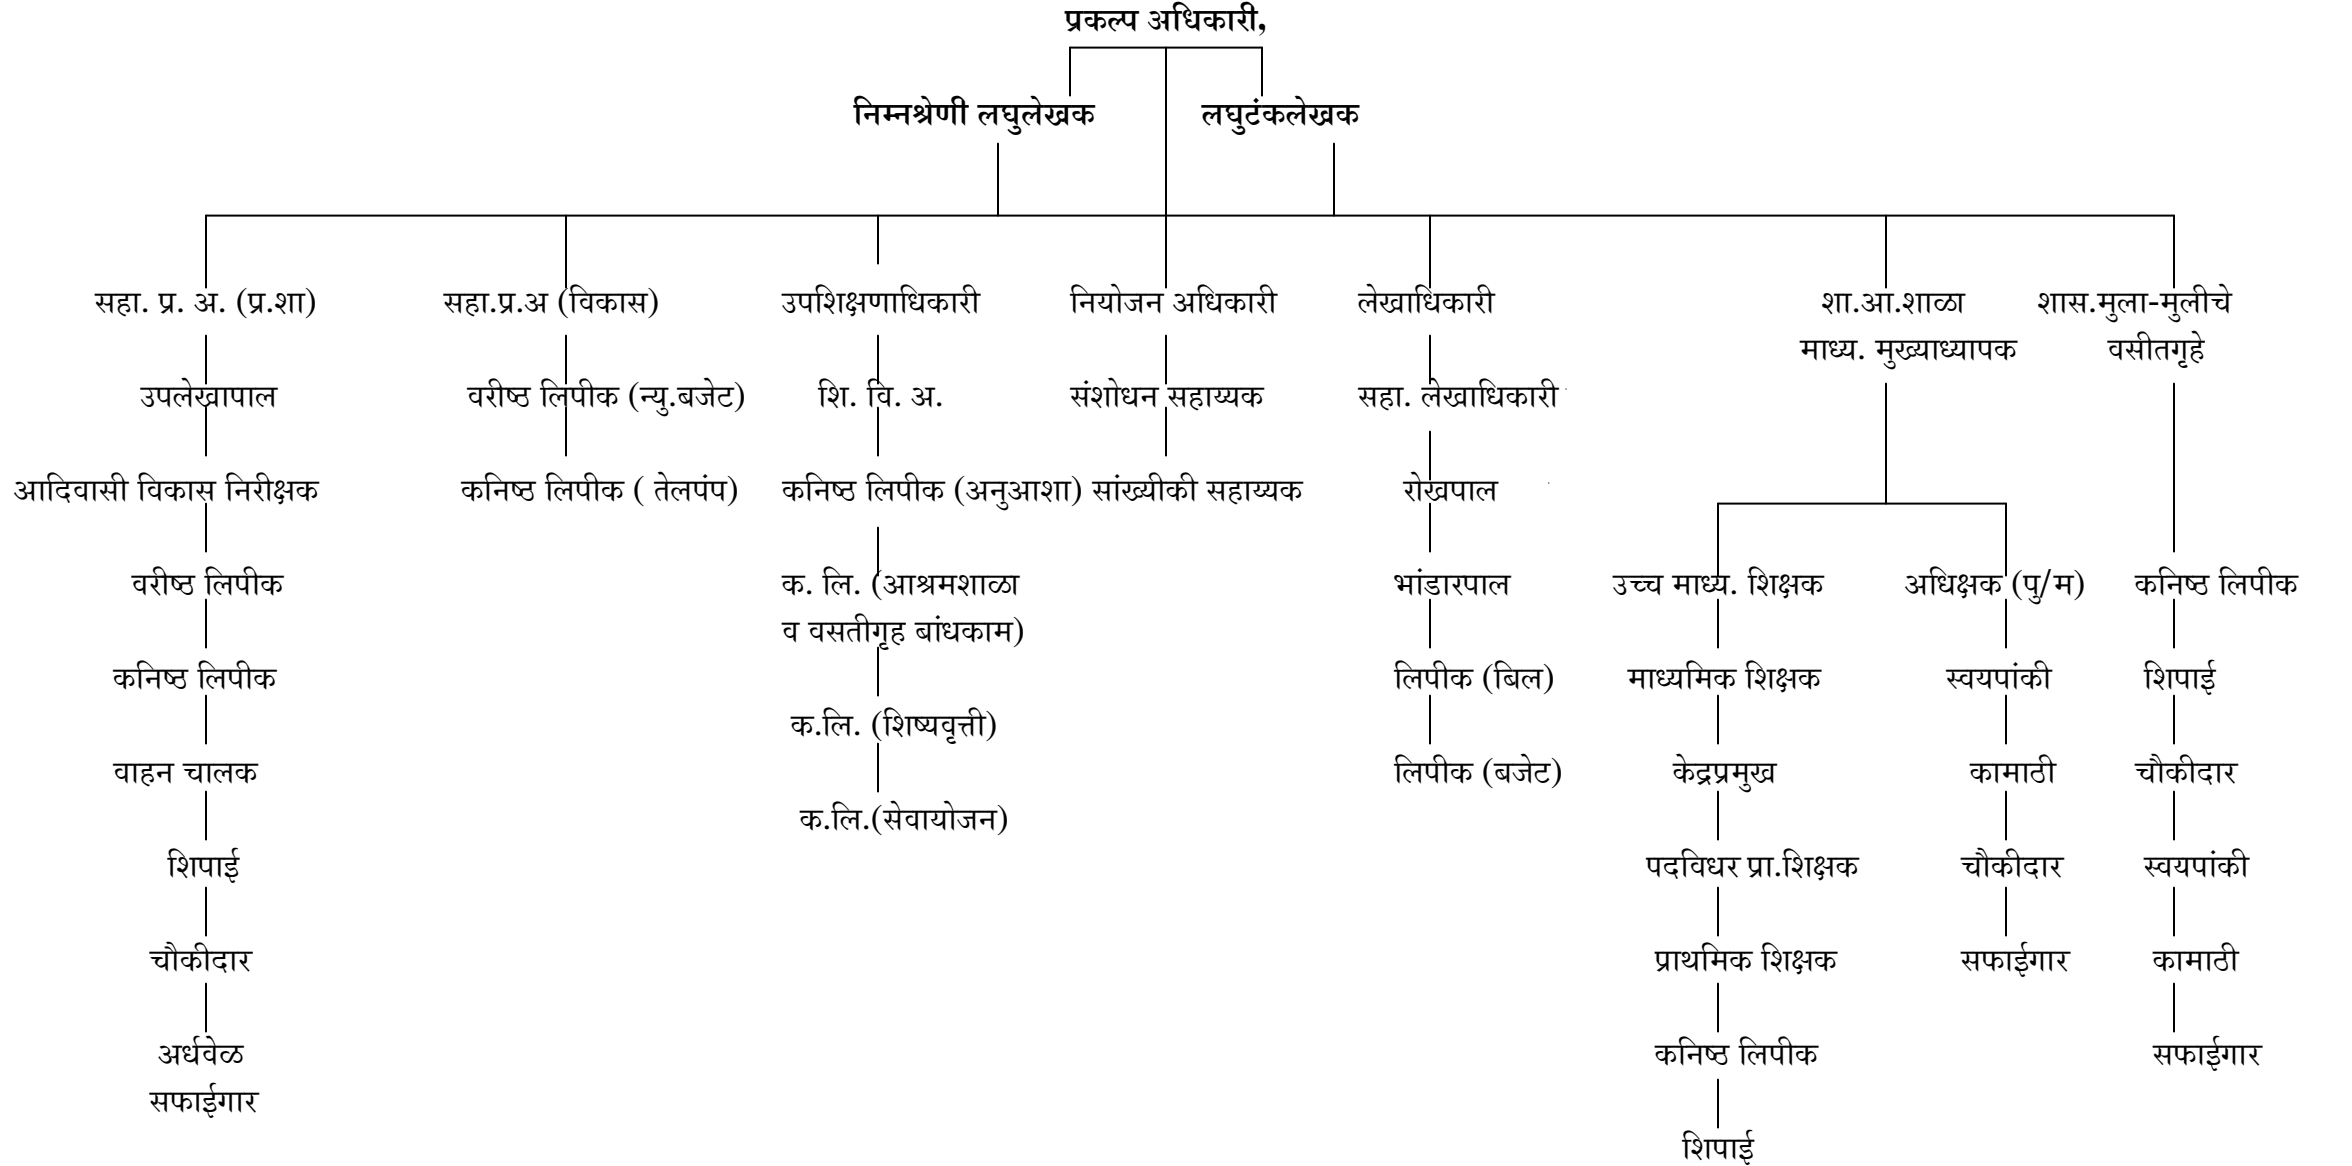 प्रकल्प अधिकारी,
निम्नश्रेणी लघुलेखक
लघुटंकलेखक
सहा. प्र. अ. (प्र.शा)
उपलेखापाल
आदिवासी विकास निरीक्षक
वरीष्ठ लिपीक
कनिष्ठ लिपीक
वाहन चालक
शिपाई
चौकीदार
अर्धवेळ
सफाईगार
सहा.प्र.अ (विकास)
वरीष्ठ लिपीक (न्यु.बजेट)
कनिष्ठ लिपीक ( तेलपंप)
उपशिक्षणाधिकारी
शि. वि. अ.
कनिष्ठ लिपीक (अनुआशा)
क. लि. (आश्रमशाळा
व वसतीगृह बांधकाम)
क.लि. (शिष्यवृत्ती)
क.लि.(सेवायोजन)
नियोजन अधिकारी
संशोधन सहाय्यक
सांख्यीकी सहाय्यक
लेखाधिकारी
सहा. लेखाधिकारी
रोखपाल
भांडारपाल
लिपीक (बिल)
लिपीक (बजेट)
शा.आ.शाळा
माध्य. मुख्याध्यापक
उच्च माध्य. शिक्षक
माध्यमिक शिक्षक
केद्रप्रमुख
पदविधर प्रा.शिक्षक
प्राथमिक शिक्षक
कनिष्ठ लिपीक
शिपाई
अधिक्षक (पु/म)
स्वयपांकी
कामाठी
चौकीदार
सफाईगार
शास.मुला-मुलीचे
वसीतगृहे
कनिष्ठ लिपीक
शिपाई
चौकीदार
स्वयपांकी
कामाठी
सफाईगार